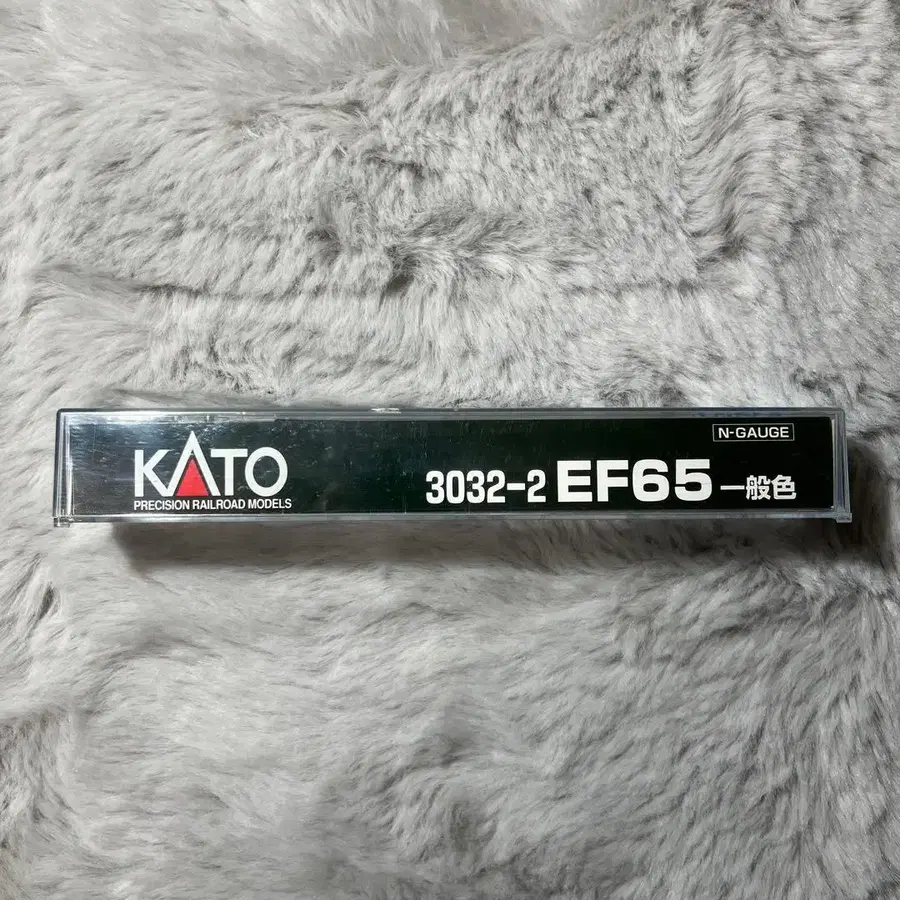 N-GAUGE
KATO
PRECISION RAILROAD MODELS
3032-2 EF65 一般色